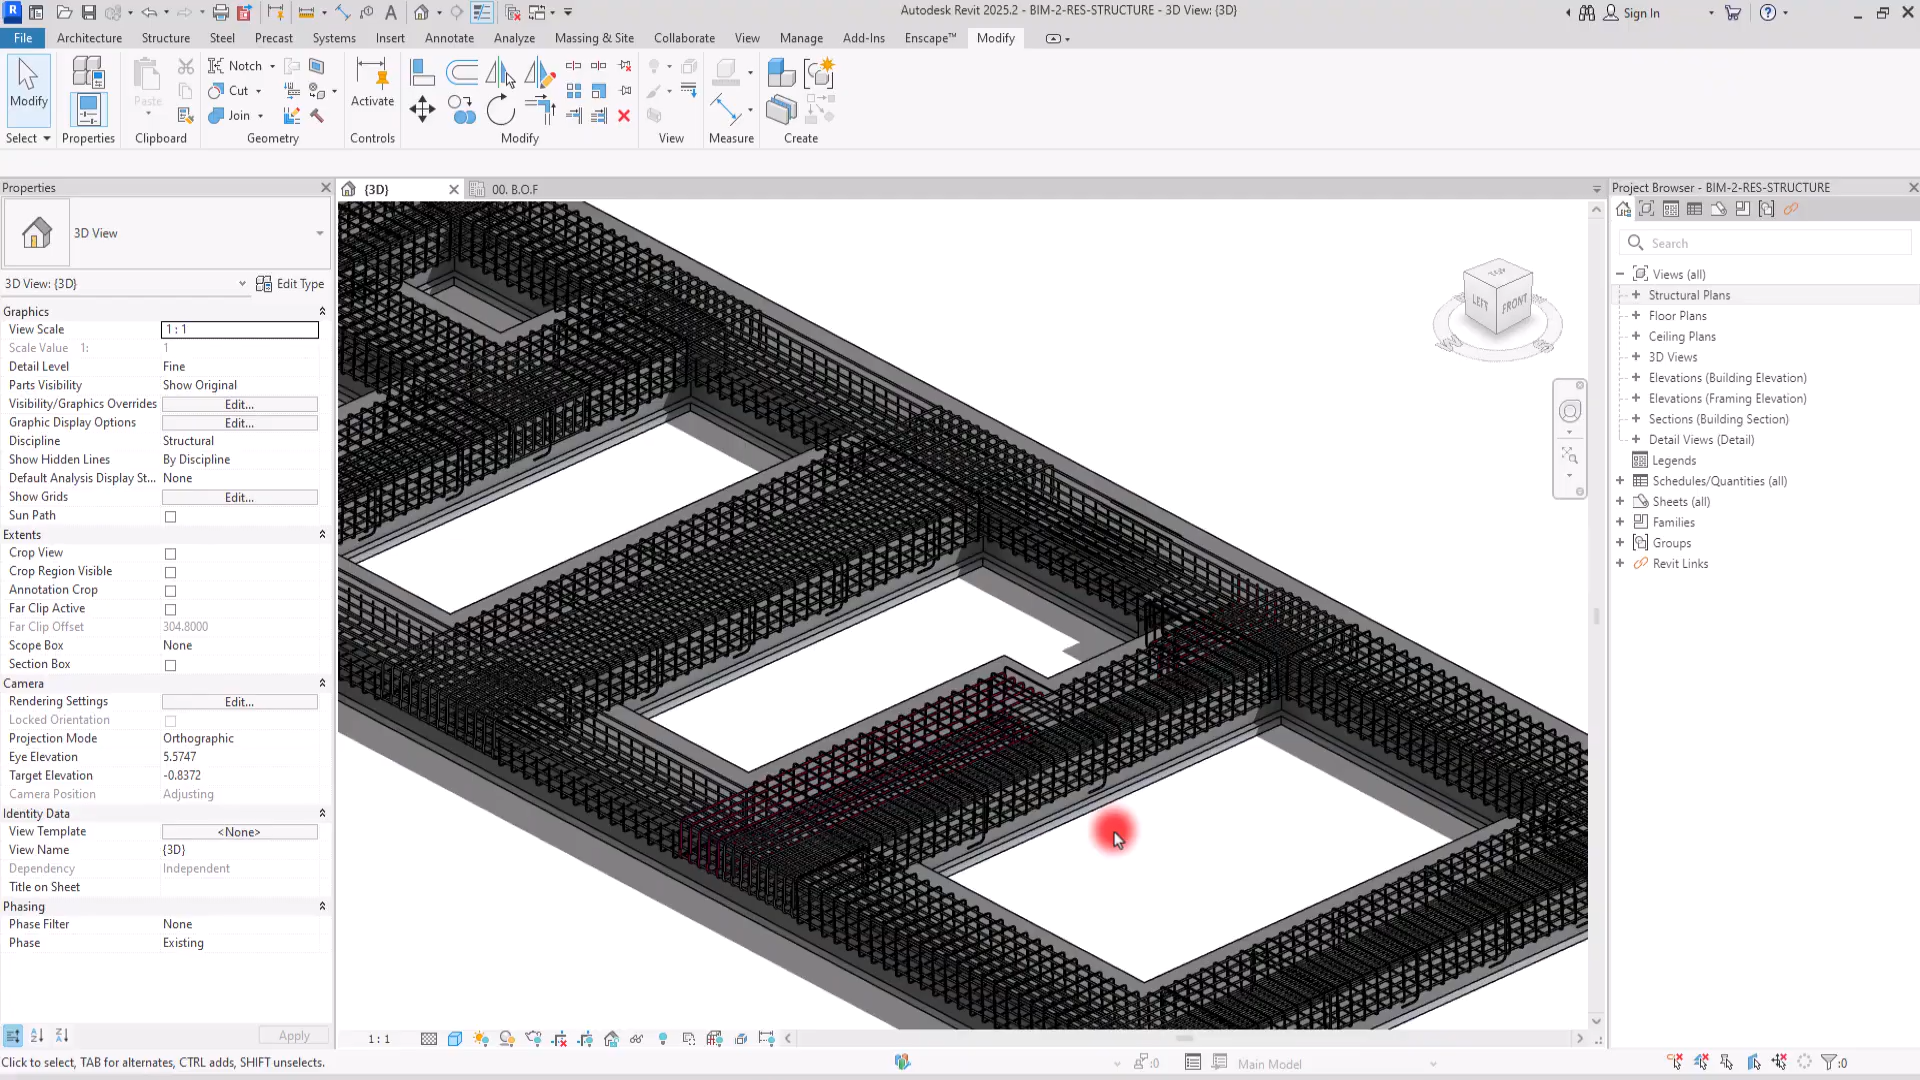 Autodesk Revit 2025.2 - BIM-2-RES-STRUCTURE - 3D View: {3D}
Sign In
File Architecture Structure Steel Precast Systems Insert Annotate Analyze Massing & Site Collaborate View Manage Add-Ins Enscape™ Modify
Modify
Select
Properties
Paste
Clipboard
Notch
Cut
Join
Geometry
Activate
Controls
Modify
View
Measure
Create
Properties
3D View
3D View: {3D}
Edit Type
Graphics
View Scale 1 : 1
Scale Value 1: 1
Detail Level Fine
Parts Visibility Show Original
Visibility/Graphics Overrides Edit...
Graphic Display Options Edit...
Discipline Structural
Show Hidden Lines By Discipline
Default Analysis Display St... None
Show Grids Edit...
Sun Path
Extents
Crop View
Crop Region Visible
Annotation Crop
Far Clip Active
Far Clip Offset 304.8000
Scope Box None
Section Box
Camera
Rendering Settings Edit...
Locked Orientation
Projection Mode Orthographic
Eye Elevation 5.5747
Target Elevation -0.8372
Camera Position Adjusting
Identity Data
View Template <None>
View Name {3D}
Dependency Independent
Title on Sheet
Phasing
Phase Filter None
Phase Existing
Apply
{3D}
00. B.O.F
TOP
LEFT
FRONT
Project Browser - BIM-2-RES-STRUCTURE
Search
Views (all)
Structural Plans
Floor Plans
Ceiling Plans
3D Views
Elevations (Building Elevation)
Elevations (Framing Elevation)
Sections (Building Section)
Detail Views (Detail)
Legends
Schedules/Quantities (all)
Sheets (all)
Families
Groups
Revit Links
1 : 1
Click to select, TAB for alternates, CTRL adds, SHIFT unselects.
:0
Main Model
:0